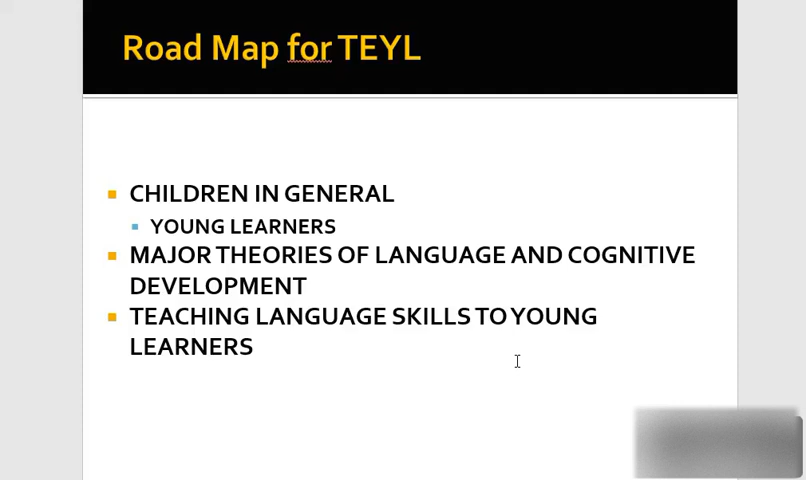 Road Map for TEYL
CHILDREN IN GENERAL
YOUNG LEARNERS
MAJOR THEORIES OF LANGUAGE AND COGNITIVE
DEVELOPMENT
TEACHING LANGUAGE SKILLS TO YOUNG
LEARNERS